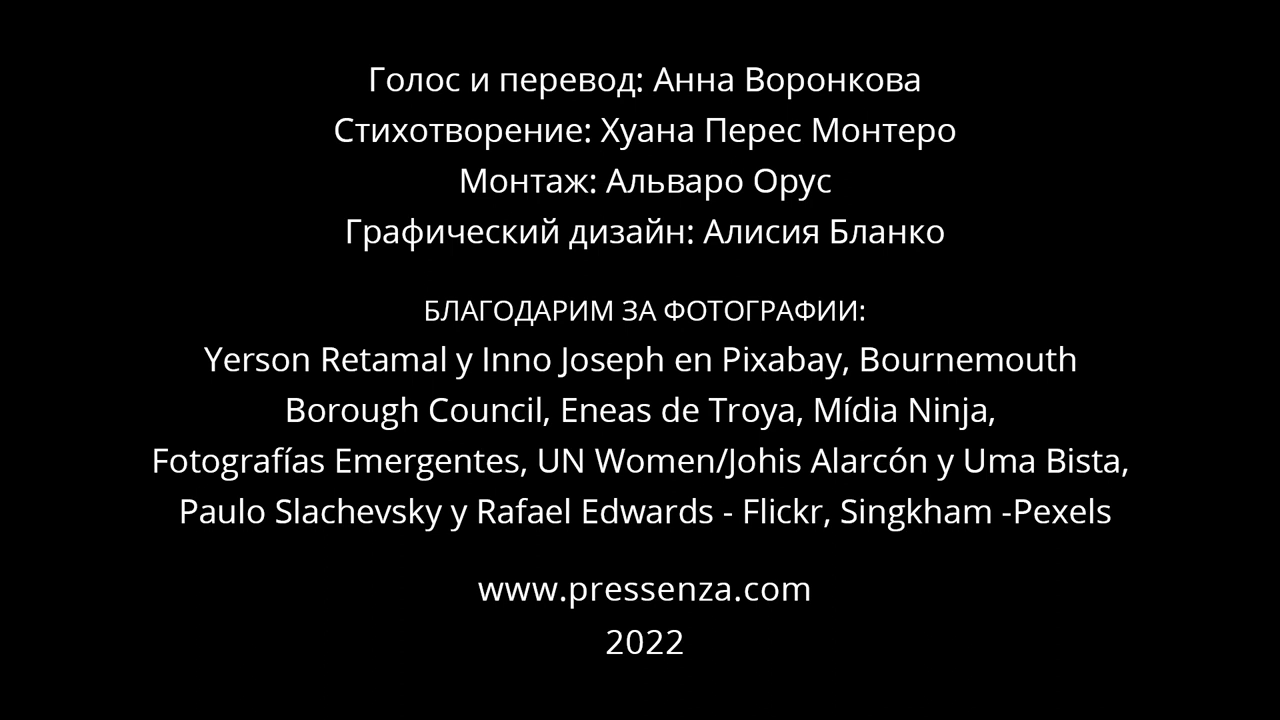 Голос и перевод: Анна Воронкова
Стихотворение: Хуана Перес Монтеро
Монтаж: Альваро Орус
Графический дизайн: Алисия Бланко
БЛАГОДАРИМ ЗА ФОТОГРАФИИ:
Yerson Retamal y Inno Joseph en Pixabay, Bournemouth
Borough Council, Eneas de Troya, Mídia Ninja,
Fotografías Emergentes, UN Women/Johis Alarcón y Uma Bista,
Paulo Slachevsky y Rafael Edwards - Flickr, Singkham -Pexels
www.pressenza.com
2022